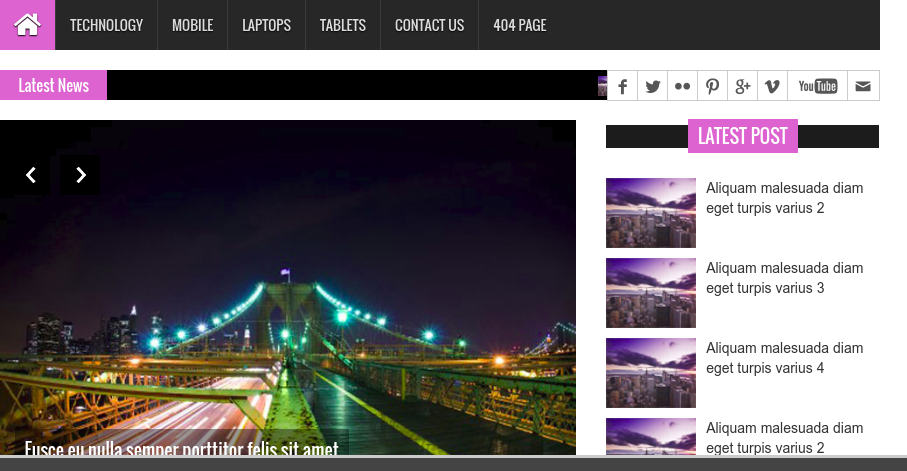 TECHNOLOGY MOBILE LAPTOPS TABLETS CONTACT US 404 PAGE
Latest News
You Tube
LATEST POST
Aliquam malesuada diam
eget turpis varius 2
Aliquam malesuada diam
eget turpis varius 3
Aliquam malesuada diam
eget turpis varius 4
Aliquam malesuada diam
eget turpis varius 2
Fusce eu nulla semper porttitor felis sit amet